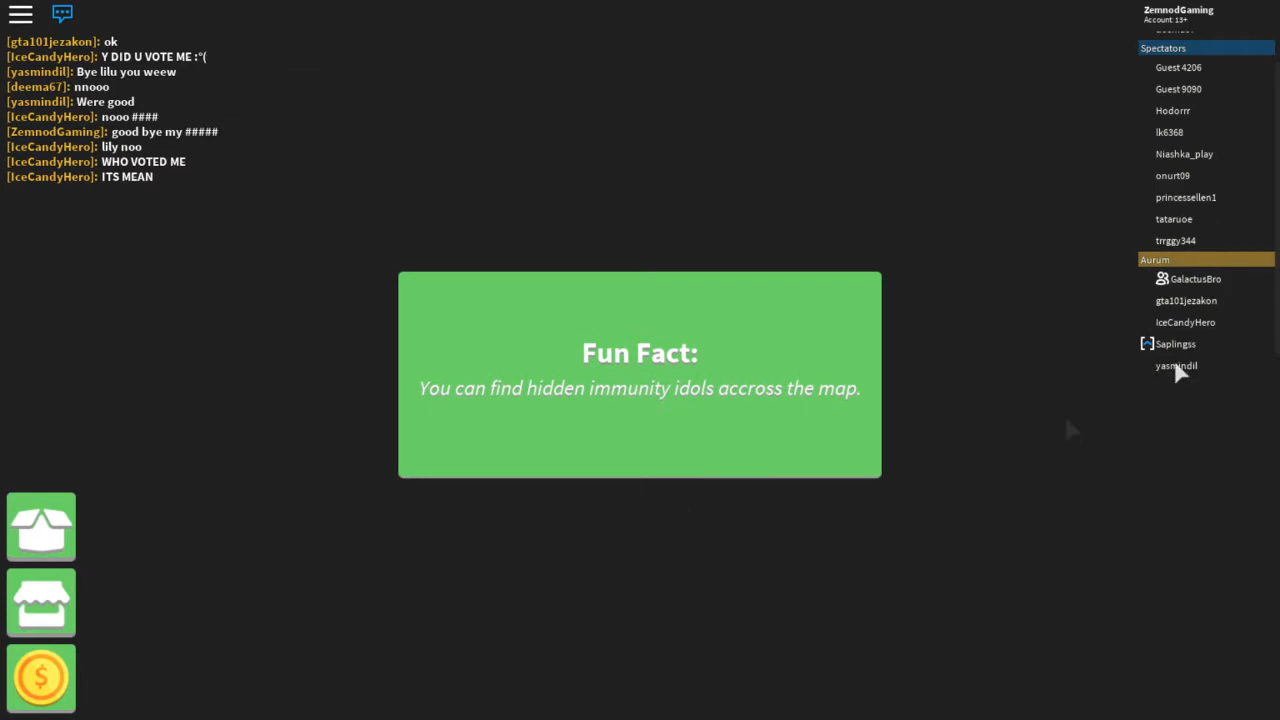 ZemnodGaming
Account: 13+
[gta101jezakon]: ok
[IceCandyHero]: Y DID U VOTE ME :"(
[yasmindil]: Bye lilu you weew
[deema67]: nnooo
[yasmindil]: Were good
[IceCandyHero]: nooo ####
[ZemnodGaming]: good bye my #####
[IceCandyHero]: lily noo
[IceCandyHero]: WHO VOTED ME
[IceCandyHero]: ITS MEAN
Fun Fact:
You can find hidden immunity idols accross the map.
Spectators
Guest 4206
Guest 9090
Hodorrr
lk6368
Niashka_play
onurt09
princessellen1
tataruoe
trrggy344
Aurum
GalactusBro
gta101jezakon
IceCandyHero
Saplingss
yasmindil